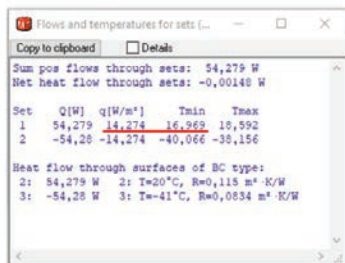 Flows and temperatures for sets (...
Copy to clipboard Details
Sum pos flows through sets: 54,279 W
Net heat flow through sets: -0,00148 W
Set Q[W] q[W/m²] Tmin Tmax
1 54,279 14,274 16,969 18,592
2 -54,28 -14,274 -40,066 -38,156
Heat flow through surfaces of BC type:
2: 54,279 W 2: T=20°C, R=0,115 m²·K/W
3: -54,28 W 3: T=-41°C, R=0,0834 m²·K/W